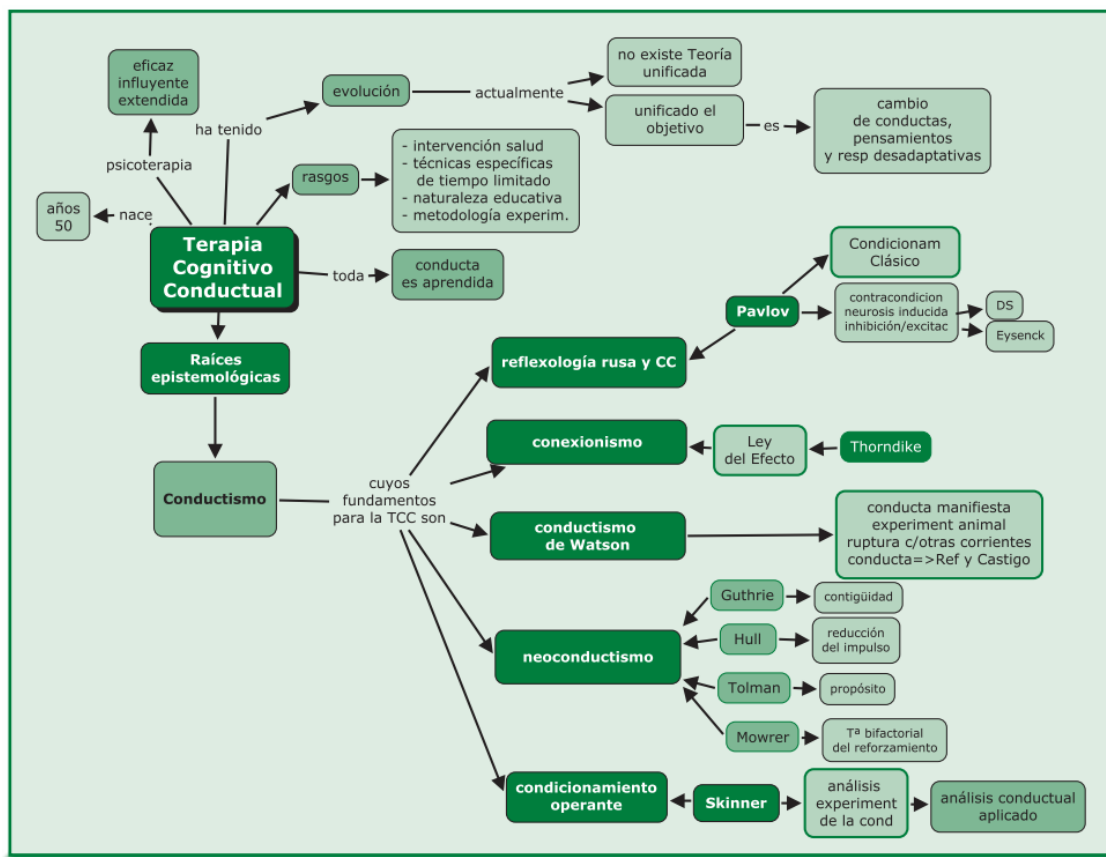 eficaz
influyente
extendida
psicoterapia
ha tenido
evolución
actualmente
no existe Teoría
unificada
unificado el
objetivo
es
cambio
de conductas,
pensamientos
y resp desadaptativas
rasgos
- intervención salud
- técnicas específicas
de tiempo limitado
- naturaleza educativa
- metodología experim.
años
50
nace
Terapia
Cognitivo
Conductual
toda
conducta
es aprendida
Raíces
epistemológicas
Conductismo
cuyos
fundamentos
para la TCC son
reflexología rusa y CC
Pavlov
Condicionam
Clásico
contracondicion
neurosis inducida
inhibición/excitac
DS
Eysenck
conexionismo
Ley
del Efecto
Thorndike
conductismo
de Watson
conducta manifiesta
experiment animal
ruptura c/otras corrientes
conducta=>Ref y Castigo
neoconductismo
Guthrie
contigüidad
Hull
reducción
del impulso
Tolman
propósito
Mowrer
Tª bifactorial
del reforzamiento
condicionamiento
operante
Skinner
análisis
experiment
de la cond
análisis conductual
aplicado